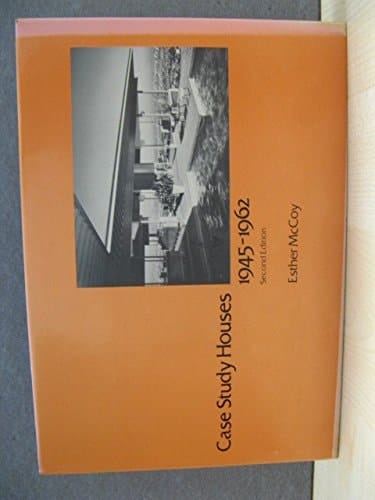 Case Study Houses
1945-1962
Second Edition
Esther McCoy